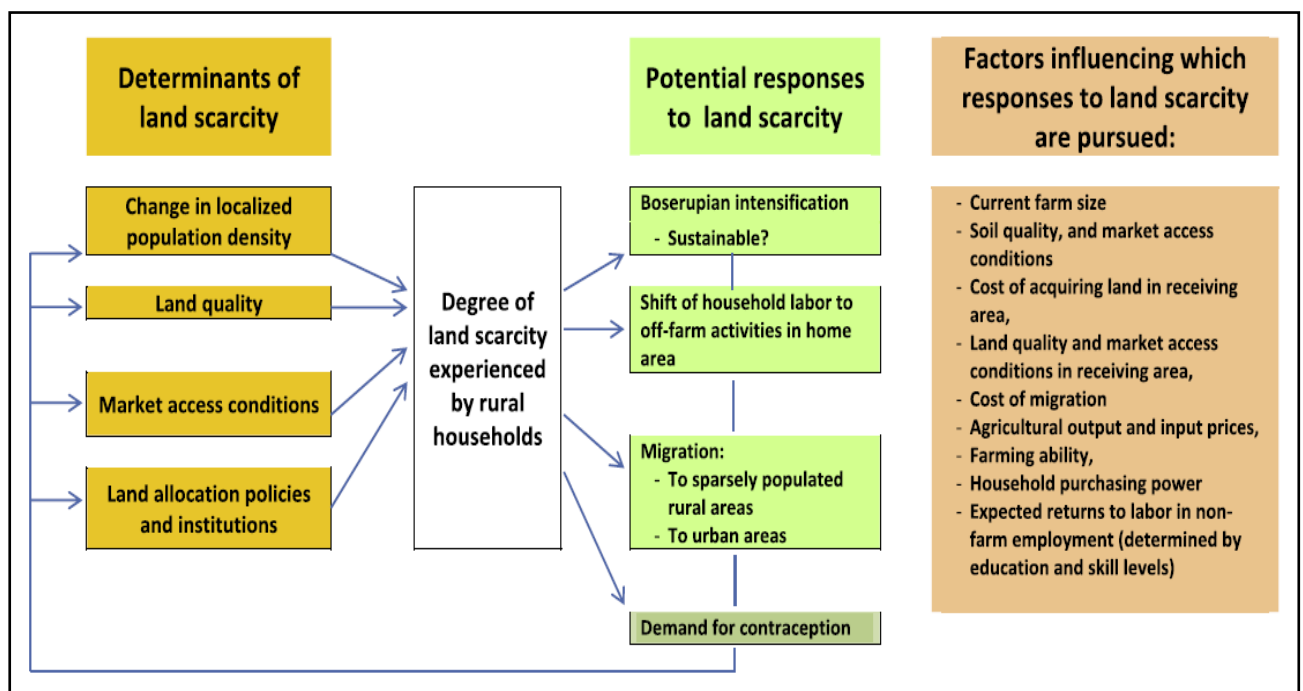 Determinants of
land scarcity
Change in localized
population density
Land quality
Market access conditions
Land allocation policies
and institutions
Degree of
land scarcity
experienced
by rural
households
Potential responses
to land scarcity
Boserupian intensification
- Sustainable?
Shift of household labor to
off-farm activities in home
area
Migration:
- To sparsely populated
rural areas
- To urban areas
Demand for contraception
Factors influencing which
responses to land scarcity
are pursued:
- Current farm size
- Soil quality, and market access
conditions
- Cost of acquiring land in receiving
area,
- Land quality and market access
conditions in receiving area,
- Cost of migration
- Agricultural output and input prices,
- Farming ability,
- Household purchasing power
- Expected returns to labor in non-
farm employment (determined by
education and skill levels)